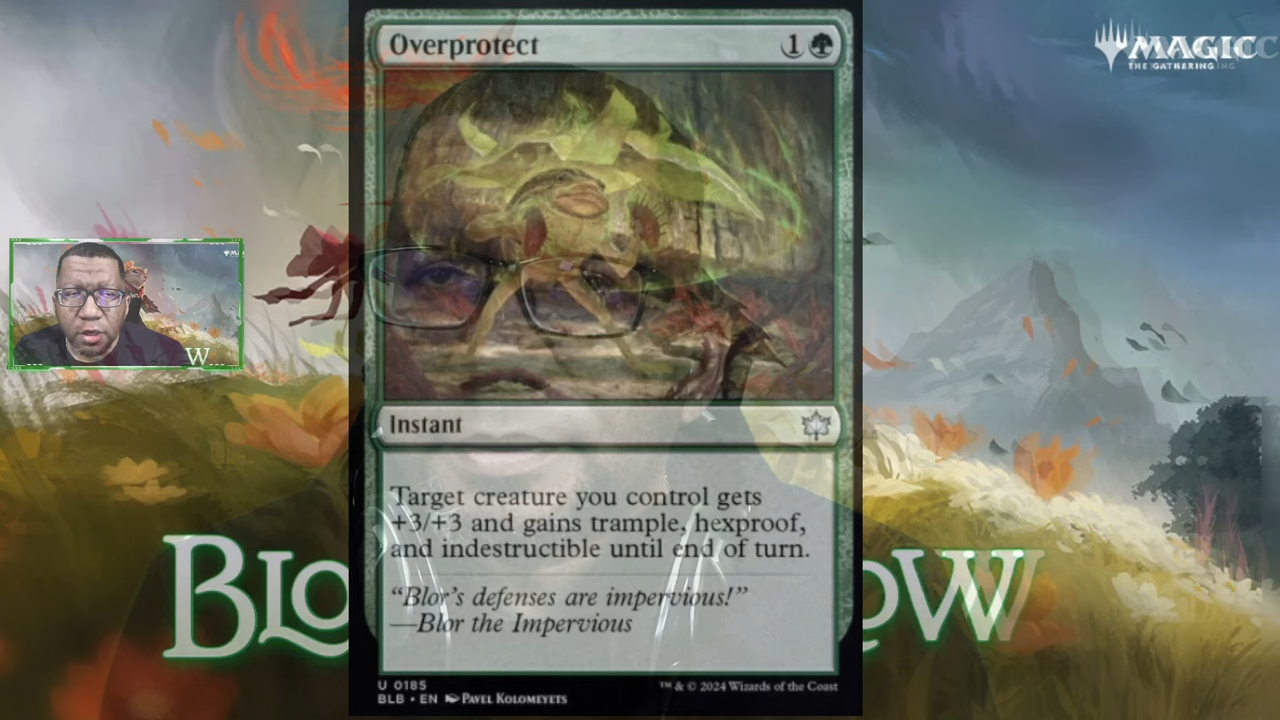 Overprotect 1
MAGIC
THE GATHERING
Instant
Target creature you control gets
+3/+3 and gains trample, hexproof,
and indestructible until end of turn.
“Blor’s defenses are impervious!”
—Blor the Impervious
U 0185
BLB • EN PAVEL KOLOMEYETS
™ & © 2024 Wizards of the Coast
W